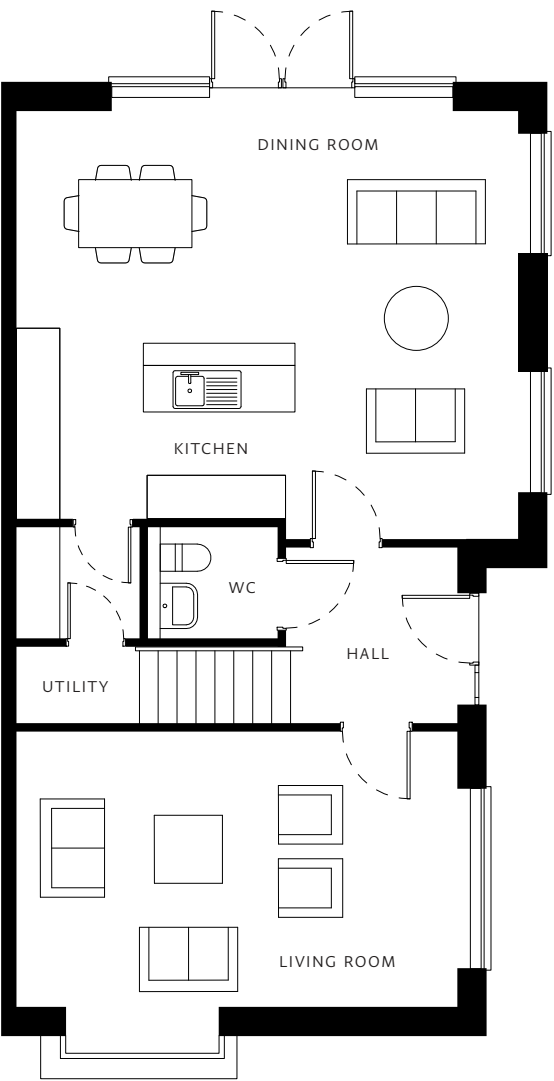 DINING ROOM
KITCHEN
WC
HALL
UTILITY
LIVING ROOM